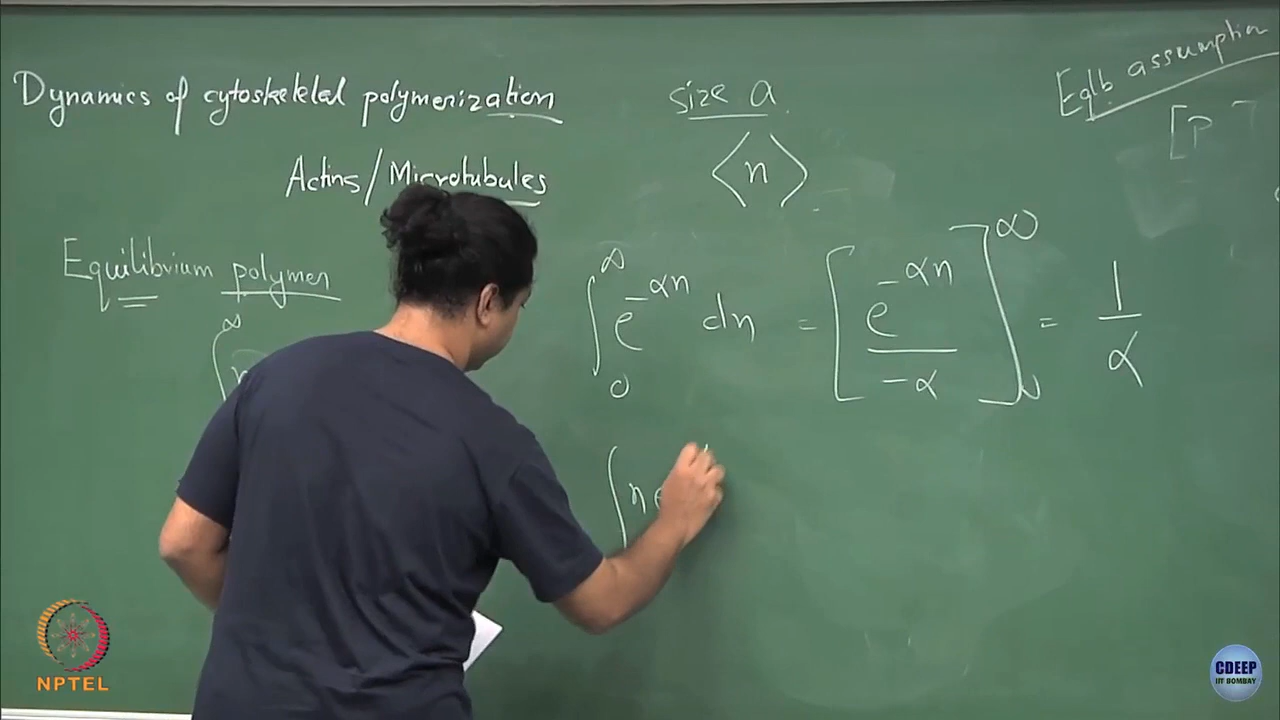 Dynamics of cytoskeletal polymerization
Actins / Microtubules
Equilibrium polymer
∫ ∞
size a
⟨n⟩
∫₀^∞ e^{-αn} dn = [e^{-αn} / -α]₀^∞ = 1/α
∫ n e
Eqlb. assumption
[P
NPTEL
CDEEP
IIT BOMBAY